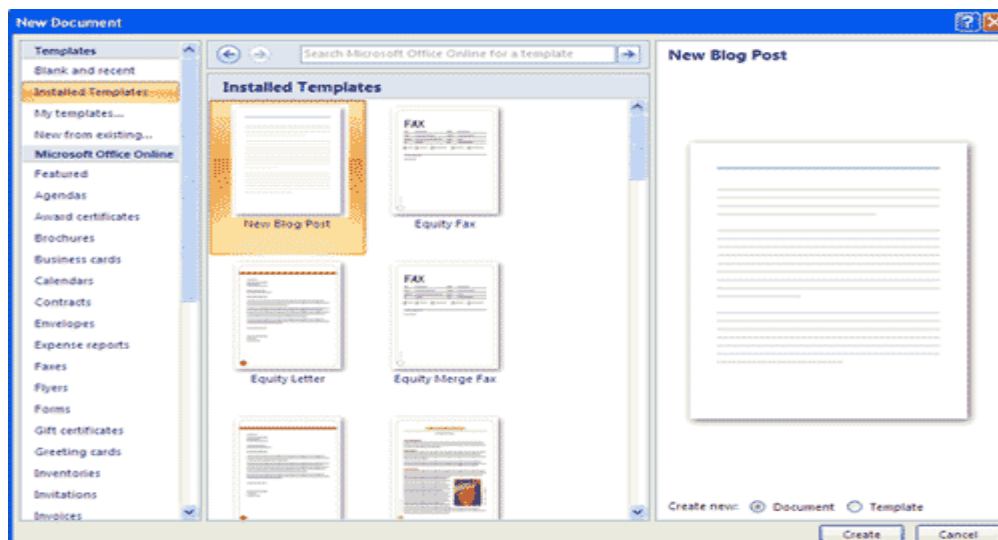 New Document
Templates
Blank and recent
Installed Templates
My templates...
New from existing...
Microsoft Office Online
Featured
Agendas
Award certificates
Brochures
Business cards
Calendars
Contracts
Envelopes
Expense reports
Faxes
Flyers
Forms
Gift certificates
Greeting cards
Inventories
Invitations
Invoices
Search Microsoft Office Online for a template
Installed Templates
FAX
FAX
New Blog Post
Equity Fax
Equity Letter
Equity Merge Fax
New Blog Post
Create new: Document Template
Create Cancel